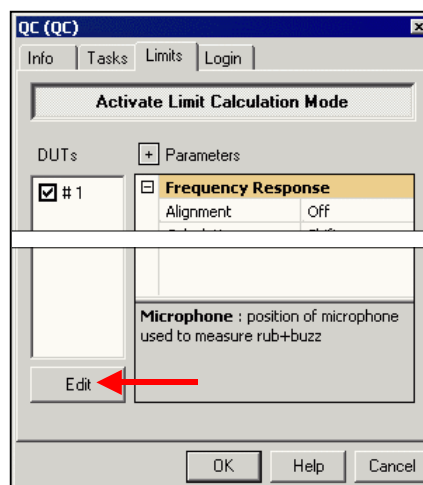 QC (QC)
Info Tasks Limits Login
Activate Limit Calculation Mode
DUTs + Parameters
# 1
Frequency Response
Alignment Off
Microphone : position of microphone
used to measure rub+buzz
Edit
OK Help Cancel